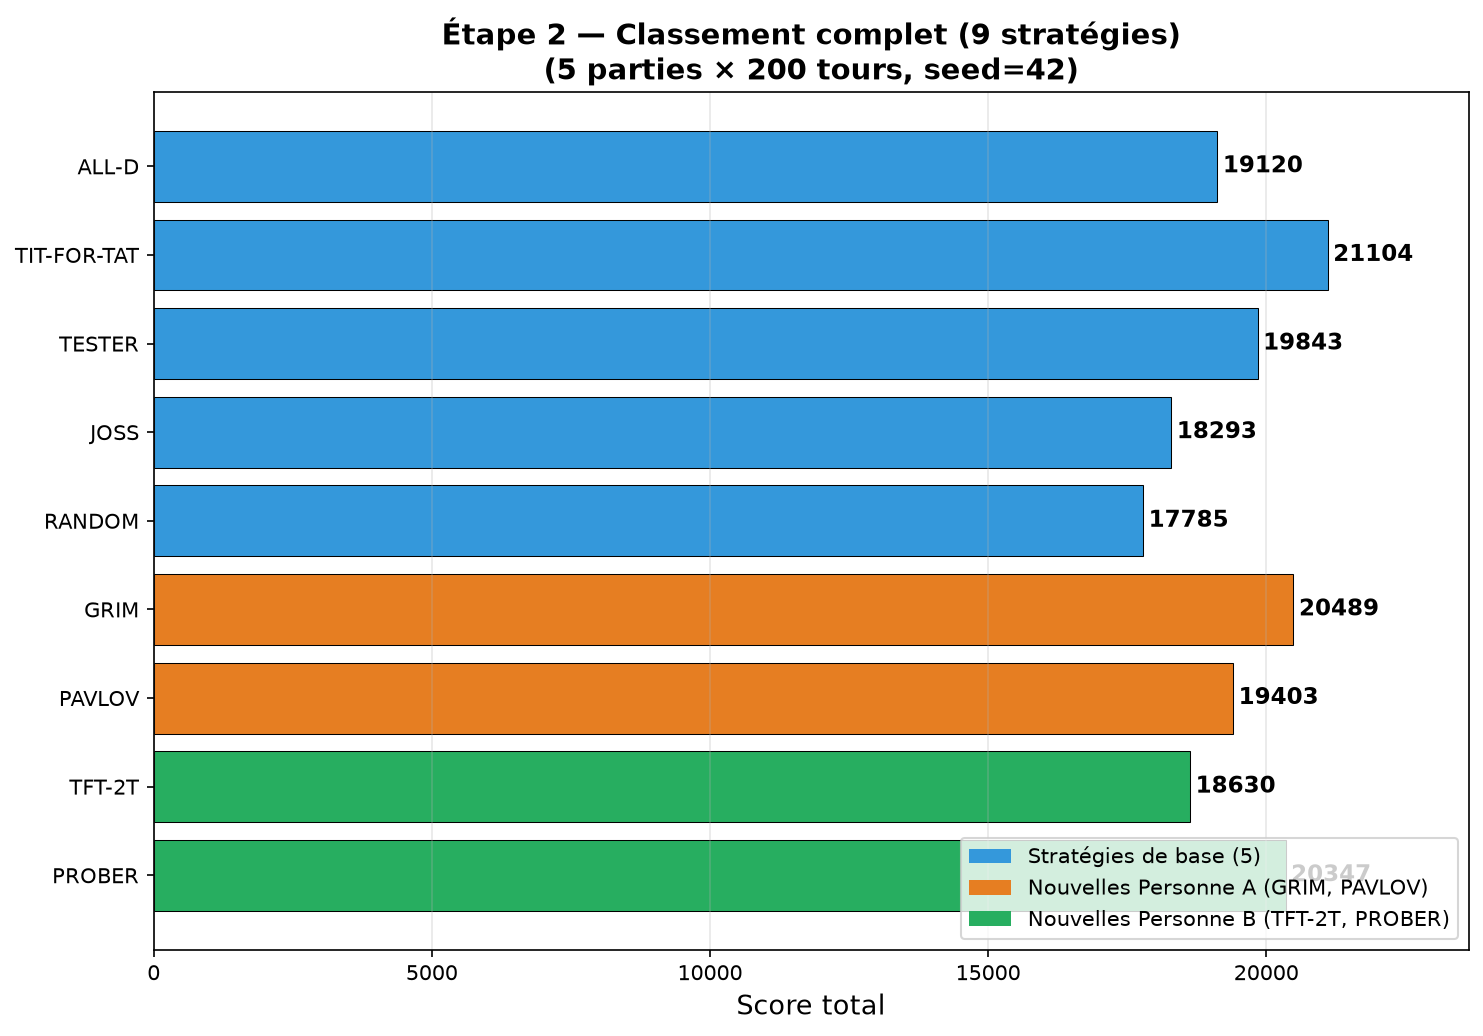 Étape 2 — Classement complet (9 stratégies)
(5 parties × 200 tours, seed=42)
ALL-D
19120
TIT-FOR-TAT
21104
TESTER
19843
JOSS
18293
RANDOM
17785
GRIM
20489
PAVLOV
19403
TFT-2T
18630
PROBER
20347
Stratégies de base (5)
Nouvelles Personne A (GRIM, PAVLOV)
Nouvelles Personne B (TFT-2T, PROBER)
0 5000 10000 15000 20000
Score total